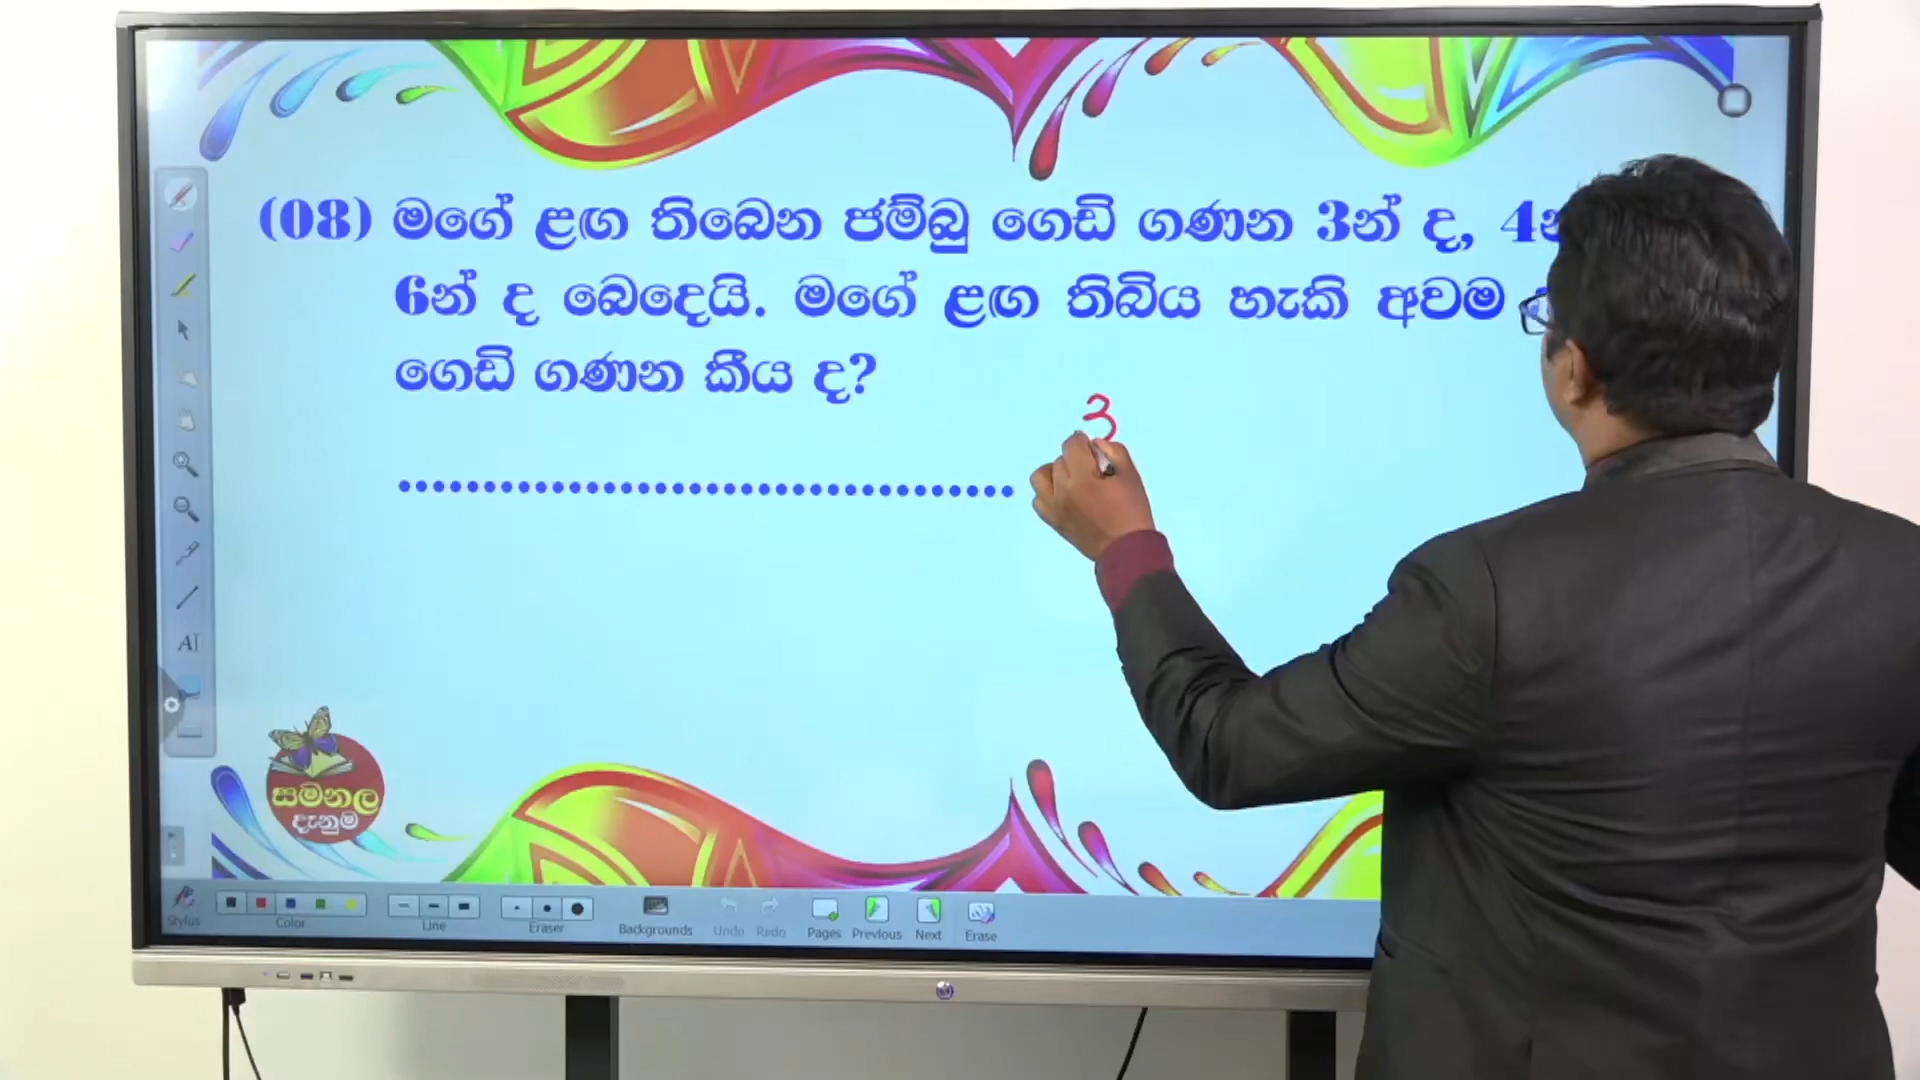 (08) මගේ ළඟ තිබෙන ජම්බු ගෙඩි ගණන 3න් ද, 4න්
6න් ද බෙදෙයි. මගේ ළඟ තිබිය හැකි අවම
ගෙඩි ගණන කීය ද?
3
සමනල
දැනුම
Stylus
Color
Line
Eraser
Backgrounds
Undo
Redo
Pages
Previous
Next
Erase